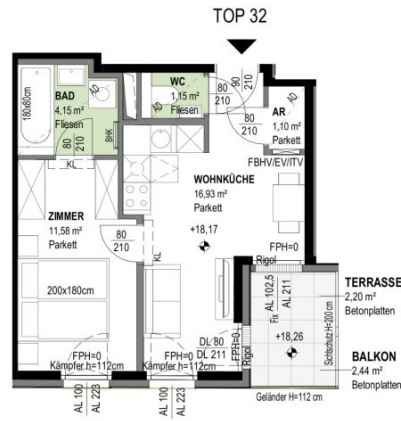 TOP 32
180x80cm
BAD
4,15 m²
Fliesen
80
210
BHK
KL
AD
WC
1,15 m²
Fliesen
AD
80
210
90
210
80
210
AD
AR
1,10 m²
Parkett
FBHV/EV/ITV
WOHNKÜCHE
16,93 m²
Parkett
+18,17
ZIMMER
11,58 m²
Parkett
80
210
KL
200x180cm
FPH=0
Rigol
AL 102,5
AL 211
Fix
TERRASSE
2,20 m²
Betonplatten
Sichtschutz H=200 cm
+18,26
DL 80
DL 211
FPH=0
Rigol
BALKON
2,44 m²
Betonplatten
FPH=0
Kämpfer h=112cm
FPH=0
Kämpfer h=112cm
Geländer H=112 cm
AL 100
AL 223
AL 100
AL 223